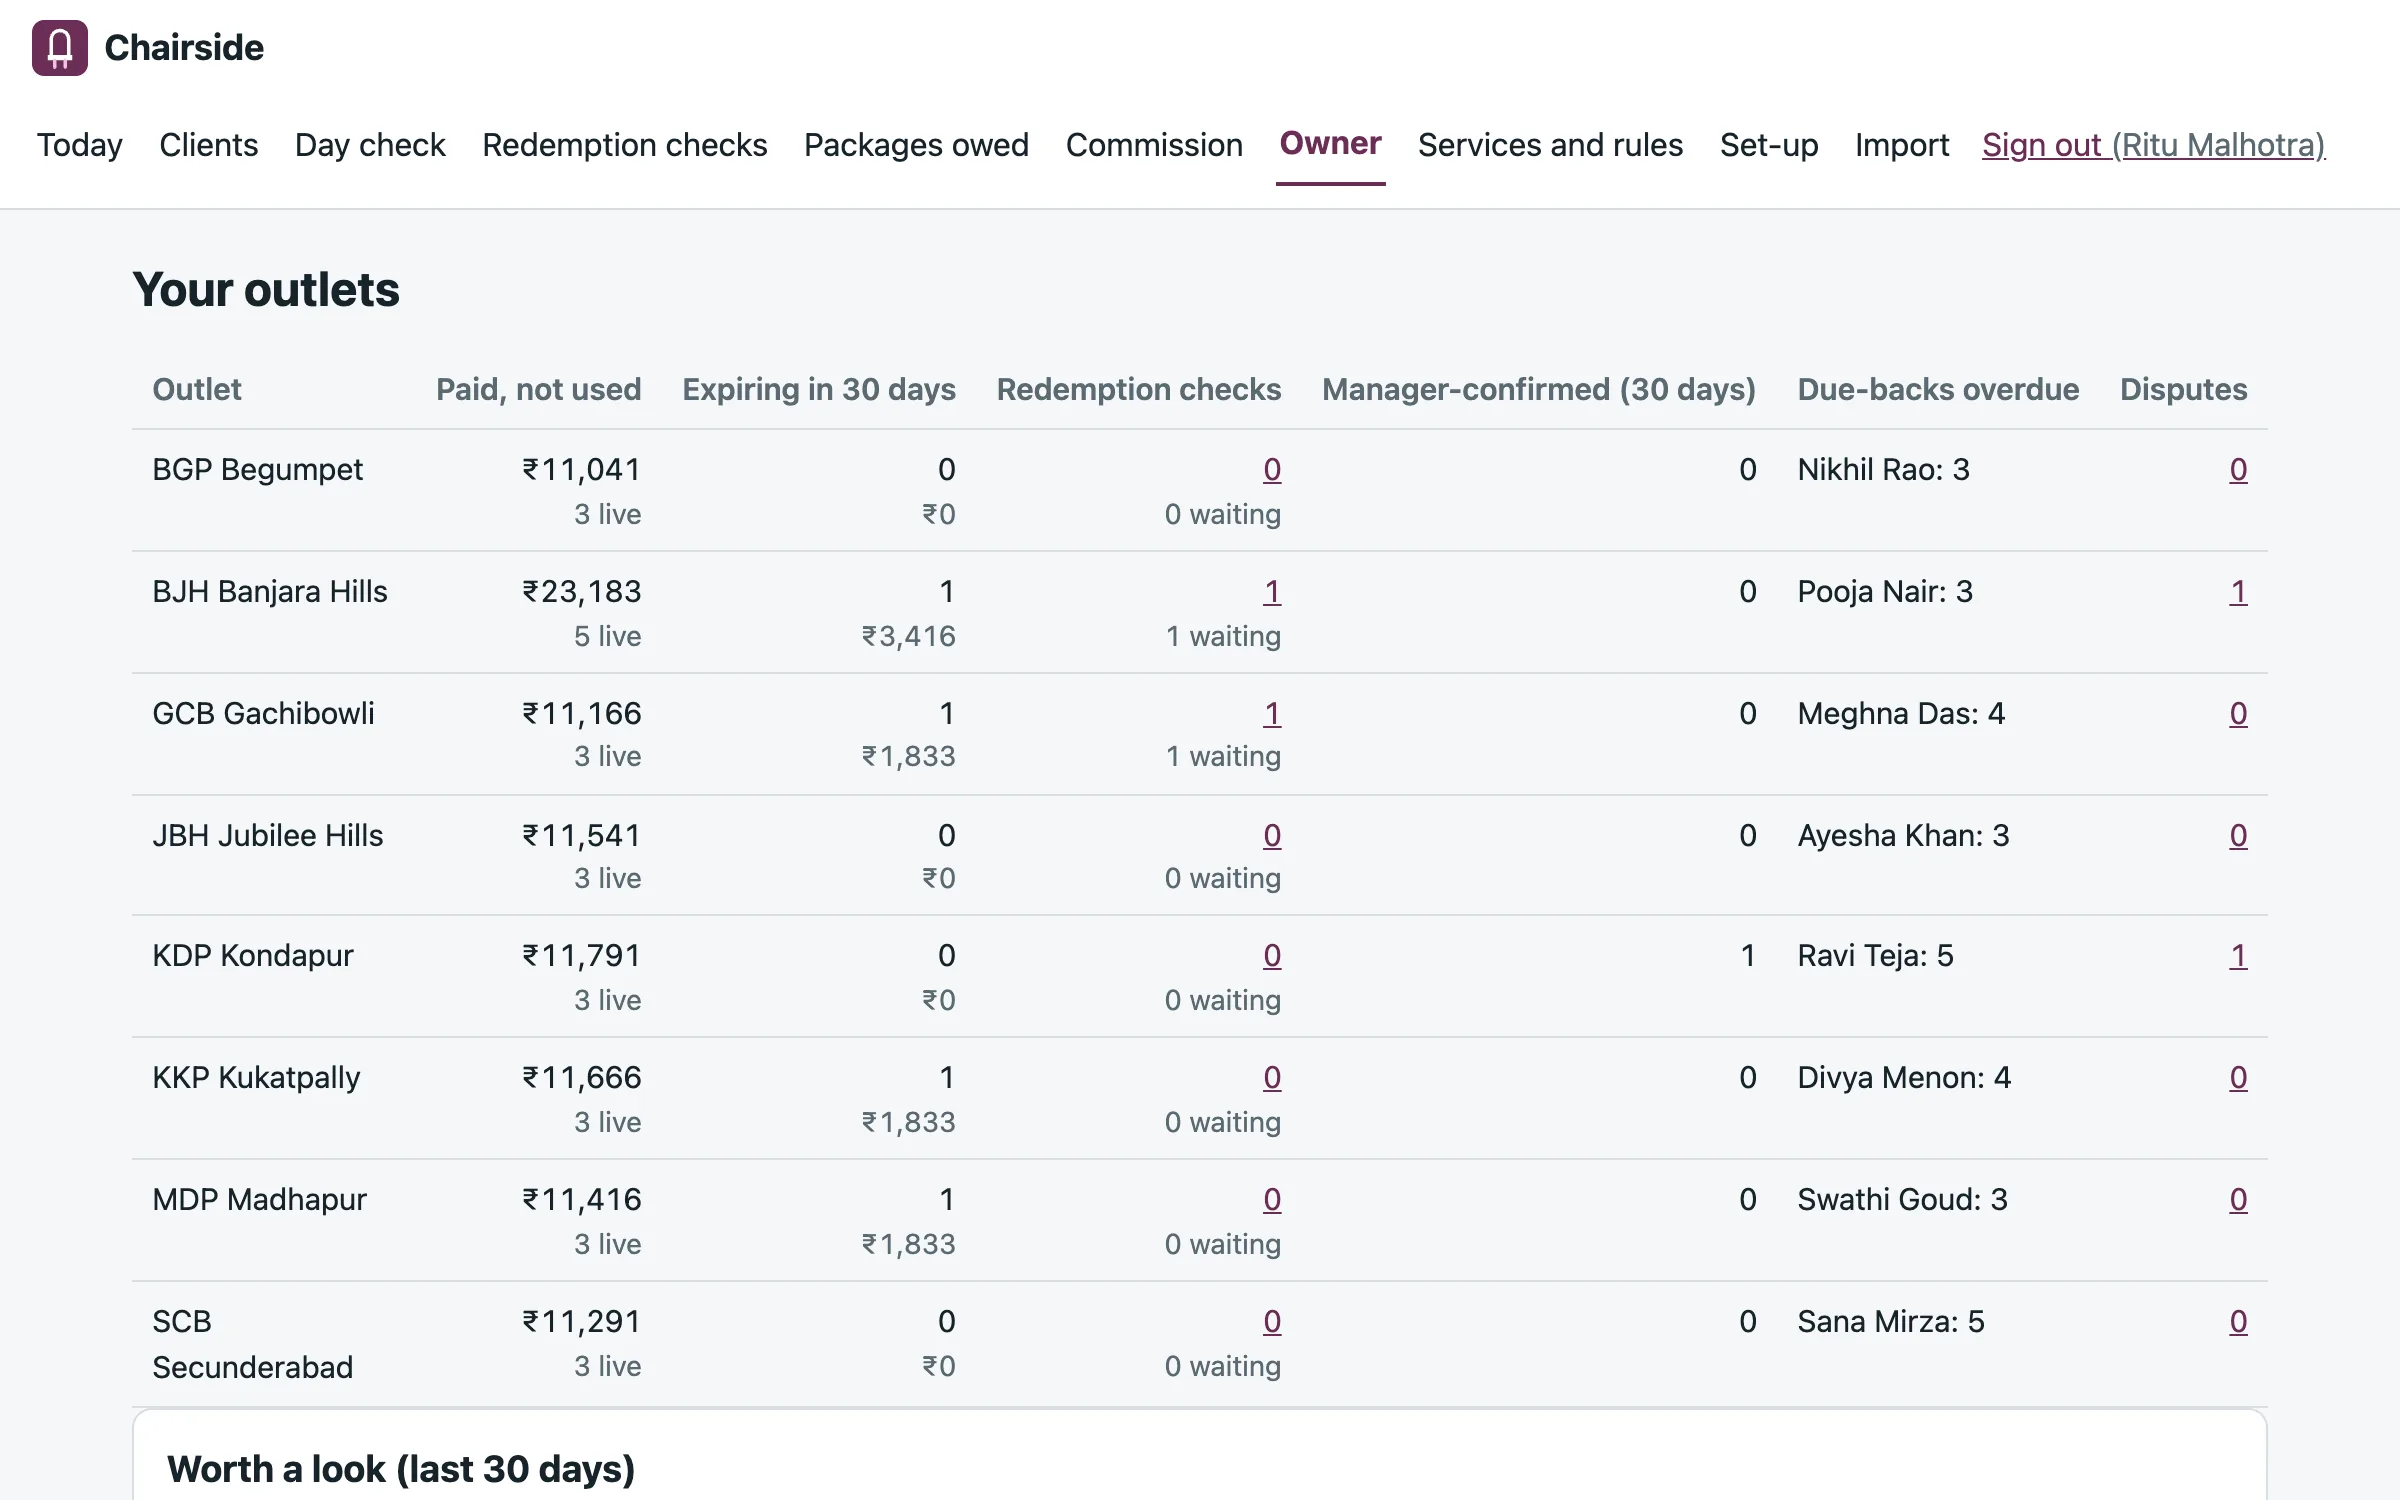 Chairside
Today Clients Day check Redemption checks Packages owed Commission Owner Services and rules Set-up Import Sign out (Ritu Malhotra)
Your outlets
Outlet Paid, not used Expiring in 30 days Redemption checks Manager-confirmed (30 days) Due-backs overdue Disputes
BGP Begumpet ₹11,041 0 0 0 Nikhil Rao: 3 0
3 live ₹0 0 waiting
BJH Banjara Hills ₹23,183 1 1 0 Pooja Nair: 3 1
5 live ₹3,416 1 waiting
GCB Gachibowli ₹11,166 1 1 0 Meghna Das: 4 0
3 live ₹1,833 1 waiting
JBH Jubilee Hills ₹11,541 0 0 0 Ayesha Khan: 3 0
3 live ₹0 0 waiting
KDP Kondapur ₹11,791 0 0 1 Ravi Teja: 5 1
3 live ₹0 0 waiting
KKP Kukatpally ₹11,666 1 0 0 Divya Menon: 4 0
3 live ₹1,833 0 waiting
MDP Madhapur ₹11,416 1 0 0 Swathi Goud: 3 0
3 live ₹1,833 0 waiting
SCB ₹11,291 0 0 0 Sana Mirza: 5 0
Secunderabad 3 live ₹0 0 waiting
Worth a look (last 30 days)